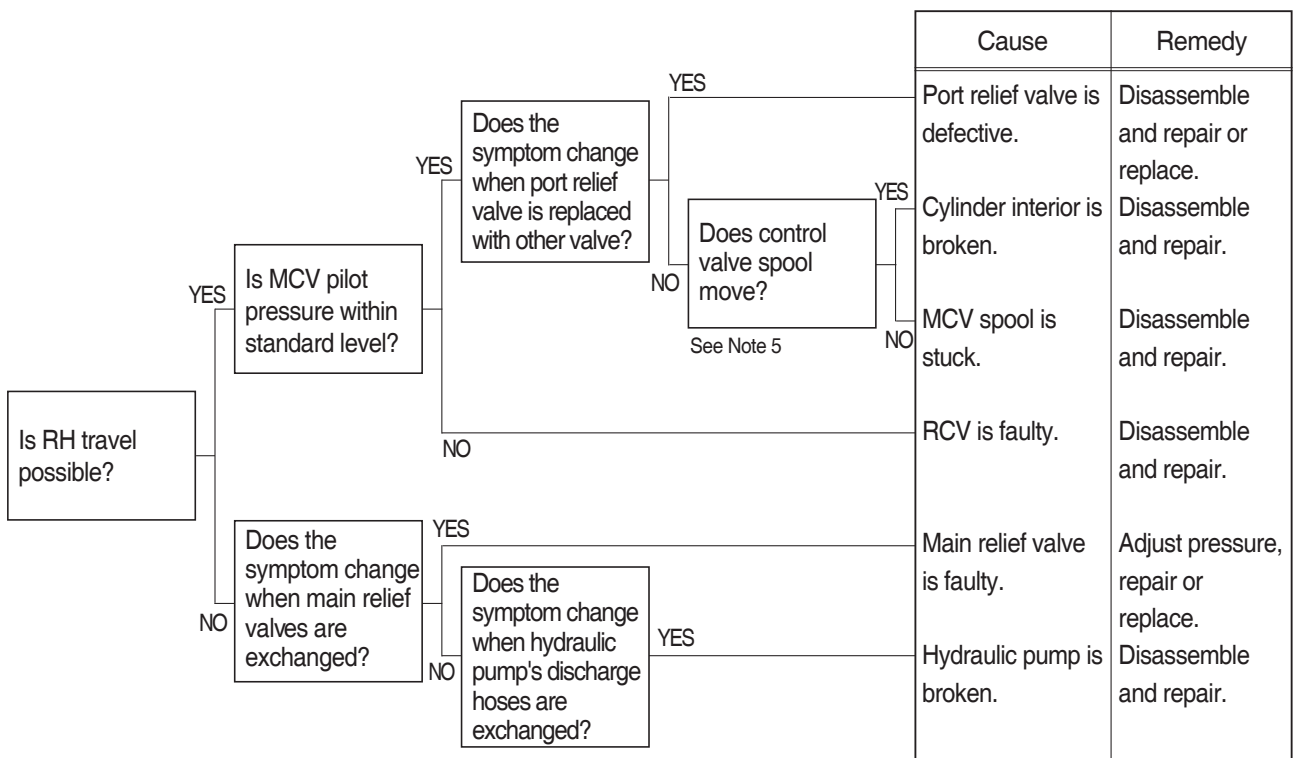 Cause
Remedy
YES
Port relief valve is
defective.
Disassemble
and repair or
replace.
Does the
symptom change
when port relief
valve is replaced
with other valve?
YES
YES
Cylinder interior is
broken.
Disassemble
and repair.
Does control
valve spool
move?
NO
See Note 5
NO
MCV spool is
stuck.
Disassemble
and repair.
YES
Is MCV pilot
pressure within
standard level?
NO
RCV is faulty.
Disassemble
and repair.
Is RH travel
possible?
NO
Does the
symptom change
when main relief
valves are
exchanged?
YES
Main relief valve
is faulty.
Adjust pressure,
repair or
replace.
NO
Does the
symptom change
when hydraulic
pump's discharge
hoses are
exchanged?
YES
Hydraulic pump is
broken.
Disassemble
and repair.